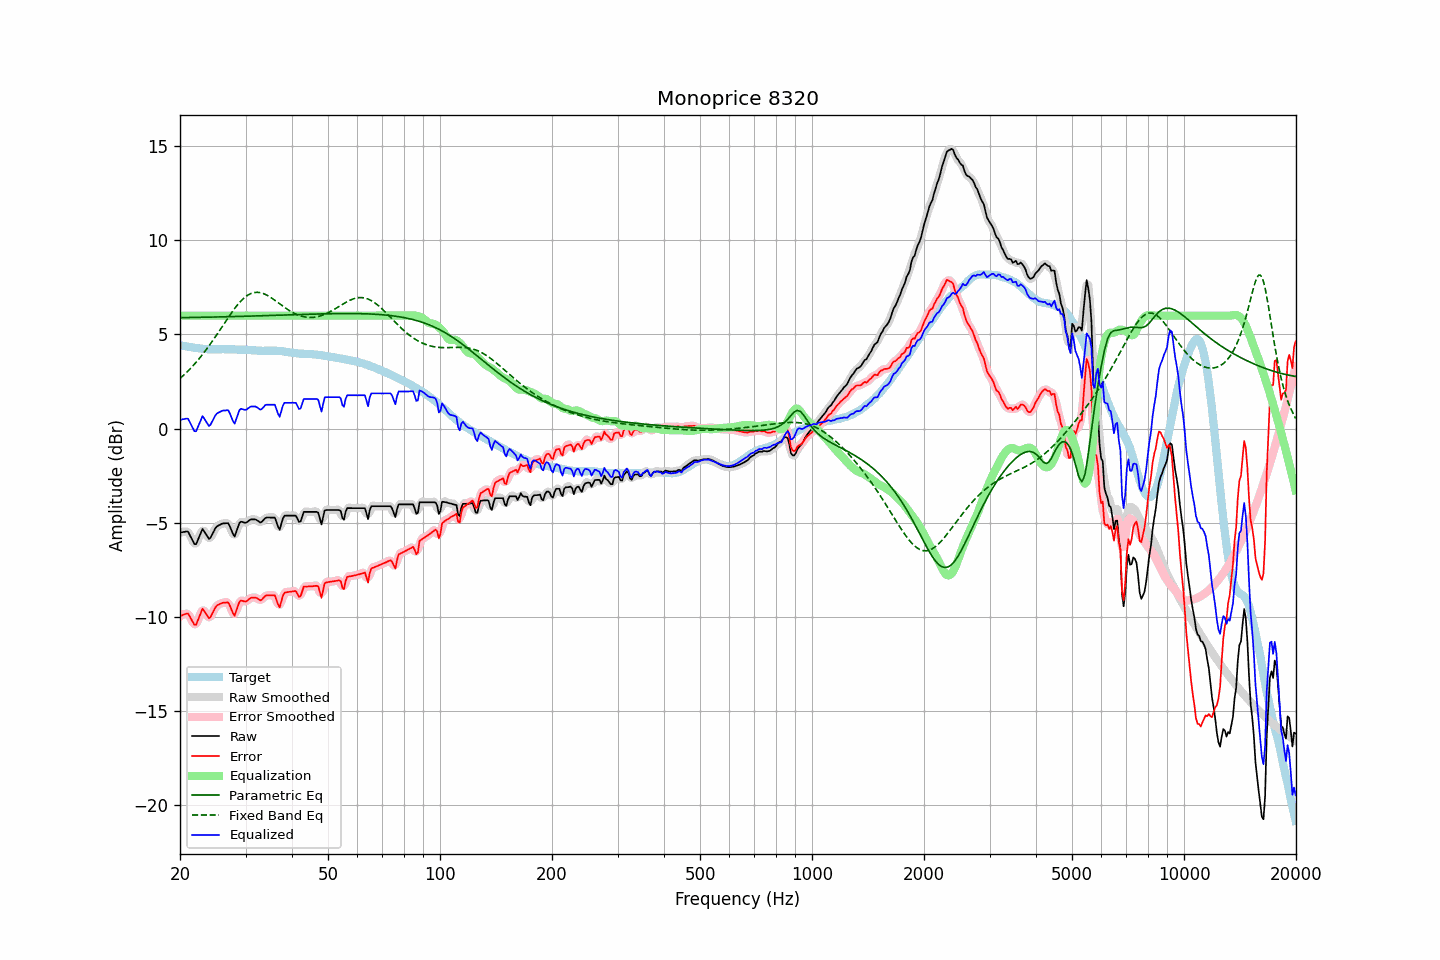 Monoprice 8320
Amplitude (dBr)
15
10
5
0
−5
−10
−15
−20
Target
Raw Smoothed
Error Smoothed
Raw
Error
Equalization
Parametric Eq
Fixed Band Eq
Equalized
20 50 100 200 500 1000 2000 5000 10000 20000
Frequency (Hz)